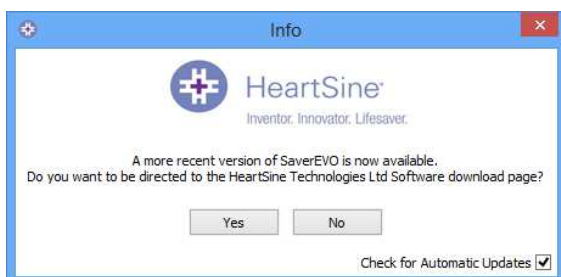 Info
HeartSine
Inventor. Innovator. Lifesaver.
A more recent version of SaverEVO is now available.
Do you want to be directed to the HeartSine Technologies Ltd Software download page?
Yes No
Check for Automatic Updates